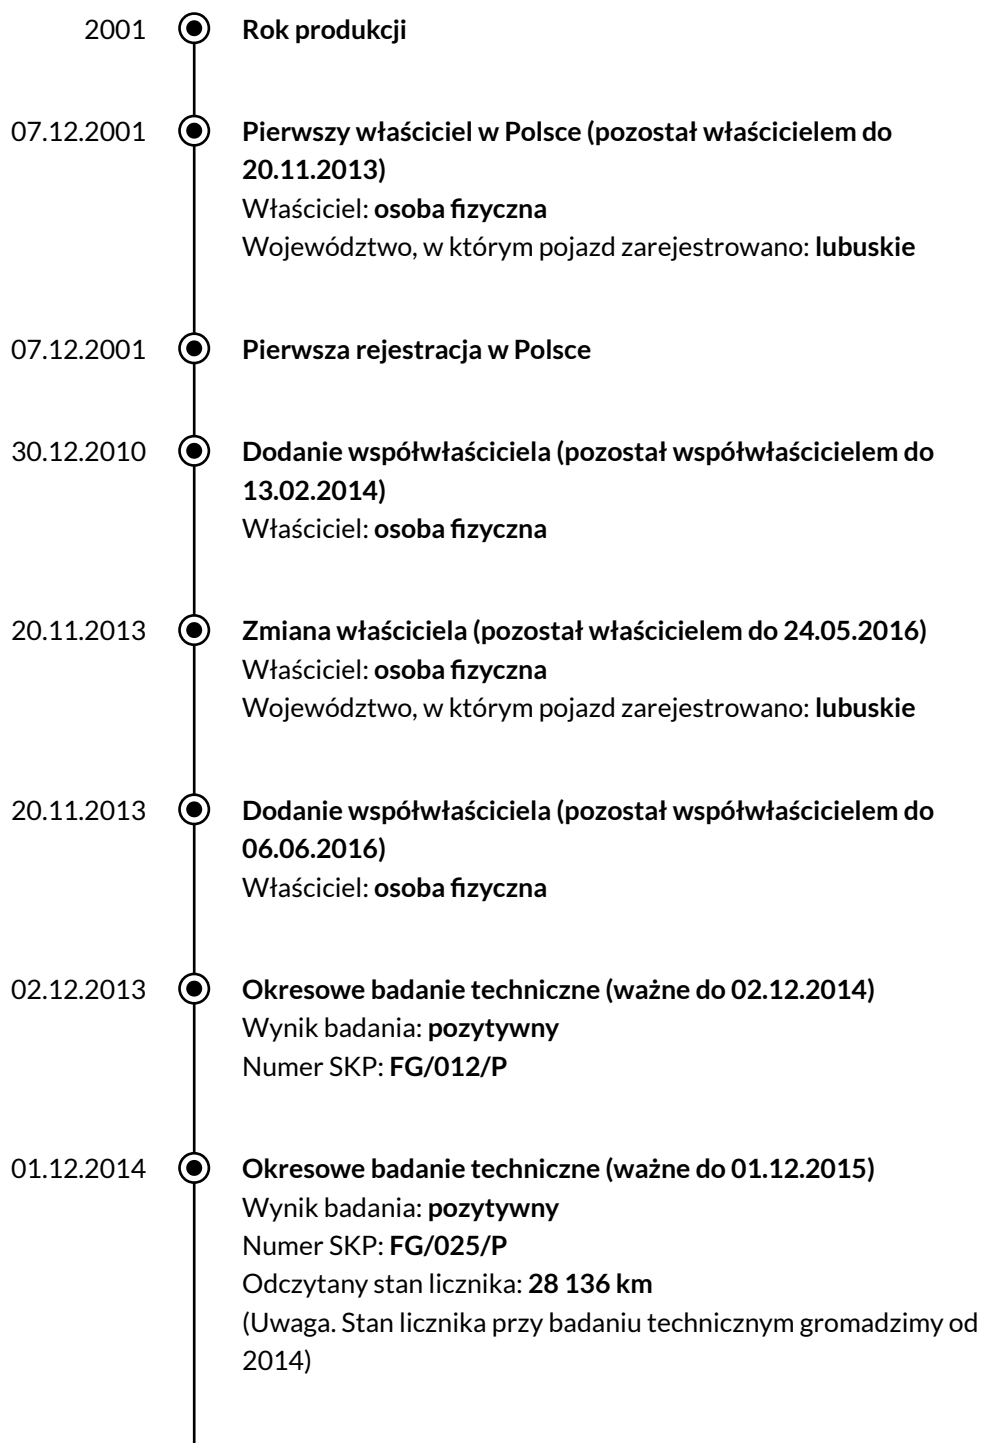 2001 Rok produkcji
07.12.2001 Pierwszy właściciel w Polsce (pozostał właścicielem do
20.11.2013)
Właściciel: osoba fizyczna
Województwo, w którym pojazd zarejestrowano: lubuskie
07.12.2001 Pierwsza rejestracja w Polsce
30.12.2010 Dodanie współwłaściciela (pozostał współwłaścicielem do
13.02.2014)
Właściciel: osoba fizyczna
20.11.2013 Zmiana właściciela (pozostał właścicielem do 24.05.2016)
Właściciel: osoba fizyczna
Województwo, w którym pojazd zarejestrowano: lubuskie
20.11.2013 Dodanie współwłaściciela (pozostał współwłaścicielem do
06.06.2016)
Właściciel: osoba fizyczna
02.12.2013 Okresowe badanie techniczne (ważne do 02.12.2014)
Wynik badania: pozytywny
Numer SKP: FG/012/P
01.12.2014 Okresowe badanie techniczne (ważne do 01.12.2015)
Wynik badania: pozytywny
Numer SKP: FG/025/P
Odczytany stan licznika: 28 136 km
(Uwaga. Stan licznika przy badaniu technicznym gromadzimy od
2014)